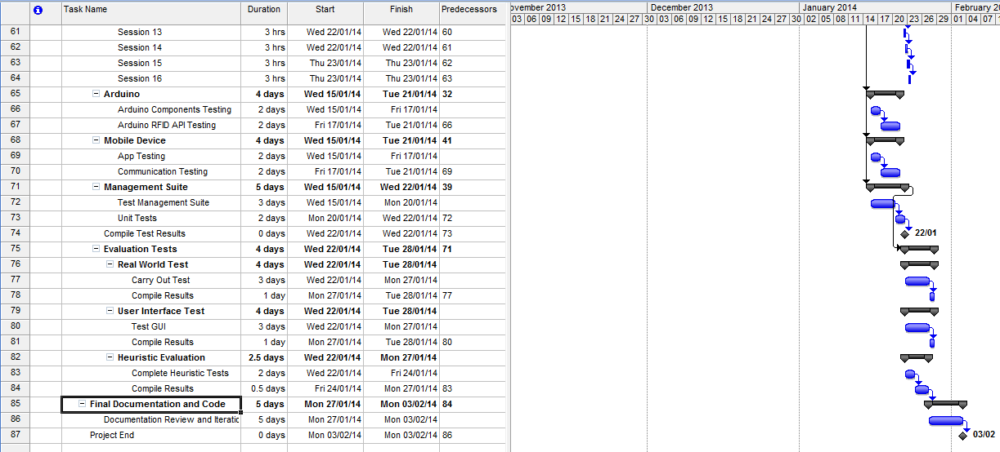 Task Name Duration Start Finish Predecessors
ovember 2013 December 2013 January 2014 February 20
03 06 09 12 15 18 21 24 27 30 03 06 09 12 15 18 21 24 27 30 02 05 08 11 14 17 20 23 26 29 01 04 07
61 Session 13 3 hrs Wed 22/01/14 Wed 22/01/14 60
62 Session 14 3 hrs Wed 22/01/14 Wed 22/01/14 61
63 Session 15 3 hrs Thu 23/01/14 Thu 23/01/14 62
64 Session 16 3 hrs Thu 23/01/14 Thu 23/01/14 63
65 Arduino 4 days Wed 15/01/14 Tue 21/01/14 32
66 Arduino Components Testing 2 days Wed 15/01/14 Fri 17/01/14
67 Arduino RFID API Testing 2 days Fri 17/01/14 Tue 21/01/14 66
68 Mobile Device 4 days Wed 15/01/14 Tue 21/01/14 41
69 App Testing 2 days Wed 15/01/14 Fri 17/01/14
70 Communication Testing 2 days Fri 17/01/14 Tue 21/01/14 69
71 Management Suite 5 days Wed 15/01/14 Wed 22/01/14 39
72 Test Management Suite 3 days Wed 15/01/14 Mon 20/01/14
73 Unit Tests 2 days Mon 20/01/14 Wed 22/01/14 72
74 Compile Test Results 0 days Wed 22/01/14 Wed 22/01/14 73 22/01
75 Evaluation Tests 4 days Wed 22/01/14 Tue 28/01/14 71
76 Real World Test 4 days Wed 22/01/14 Tue 28/01/14
77 Carry Out Test 3 days Wed 22/01/14 Mon 27/01/14
78 Compile Results 1 day Mon 27/01/14 Tue 28/01/14 77
79 User Interface Test 4 days Wed 22/01/14 Tue 28/01/14
80 Test GUI 3 days Wed 22/01/14 Mon 27/01/14
81 Compile Results 1 day Mon 27/01/14 Tue 28/01/14 80
82 Heuristic Evaluation 2.5 days Wed 22/01/14 Mon 27/01/14
83 Complete Heuristic Tests 2 days Wed 22/01/14 Fri 24/01/14
84 Compile Results 0.5 days Fri 24/01/14 Mon 27/01/14 83
85 Final Documentation and Code 5 days Mon 27/01/14 Mon 03/02/14 84
86 Documentation Review and Iteratic 5 days Mon 27/01/14 Mon 03/02/14
87 Project End 0 days Mon 03/02/14 Mon 03/02/14 86 03/02